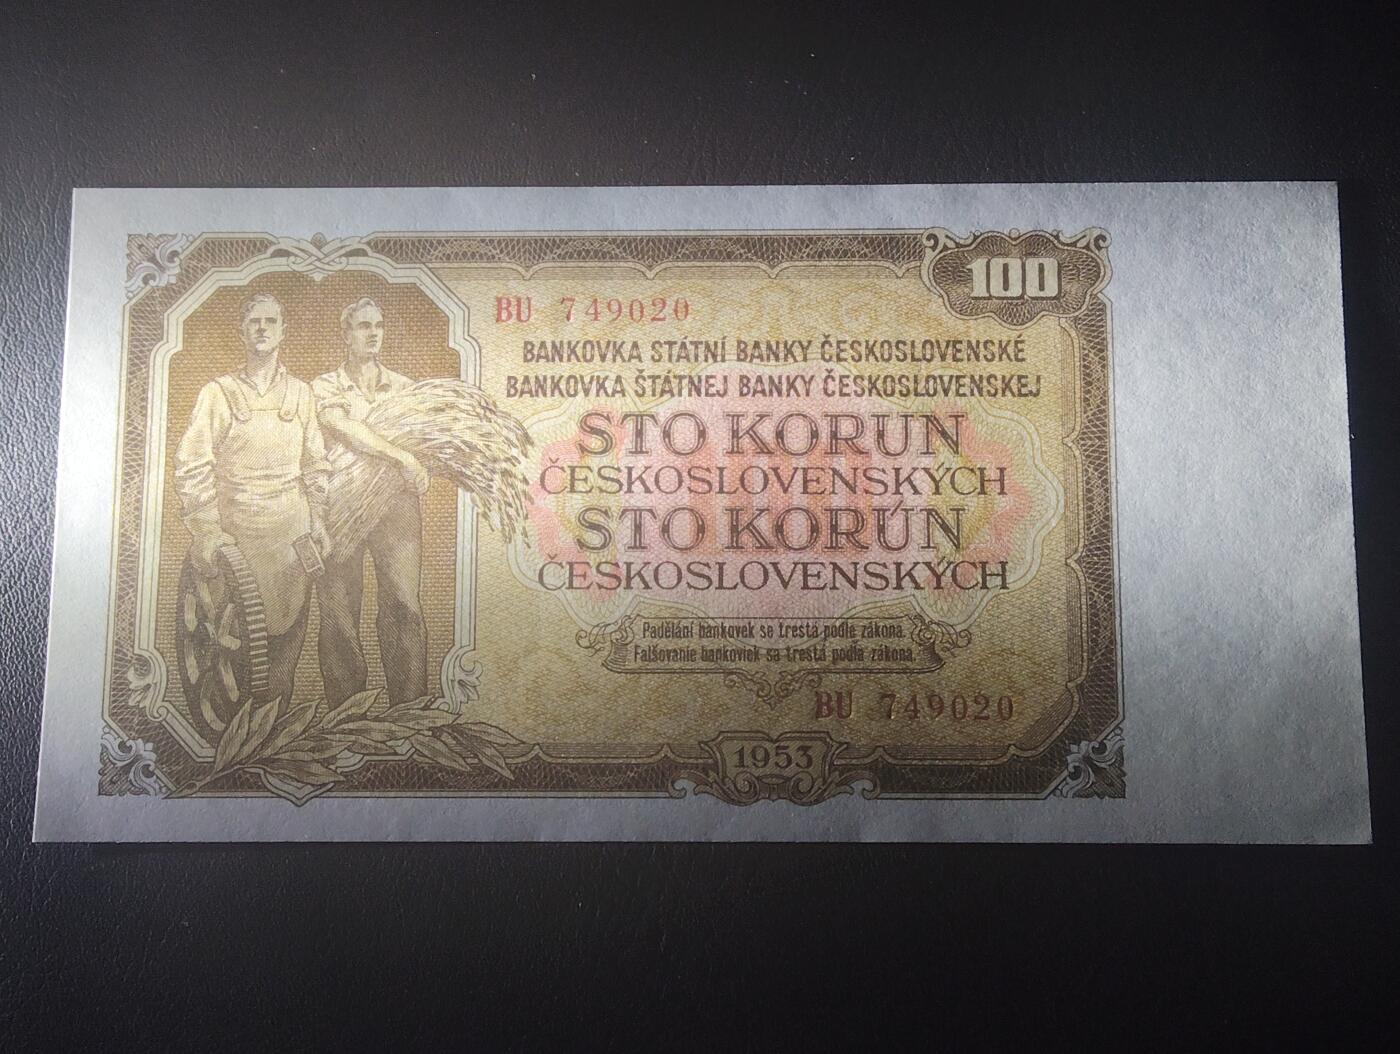 100
BU 749020
BANKOVKA STÁTNÍ BANKY ČESKOSLOVENSKÉ
BANKOVKA ŠTÁTNEJ BANKY ČESKOSLOVENSKEJ
STO KORUN
ČESKOSLOVENSKÝCH
STO KORÚN
ČESKOSLOVENSKÝCH
Padělání bankovek se trestá podle zákona.
Falšovanie bankoviek sa trestá podľa zákona.
BU 749020
1953